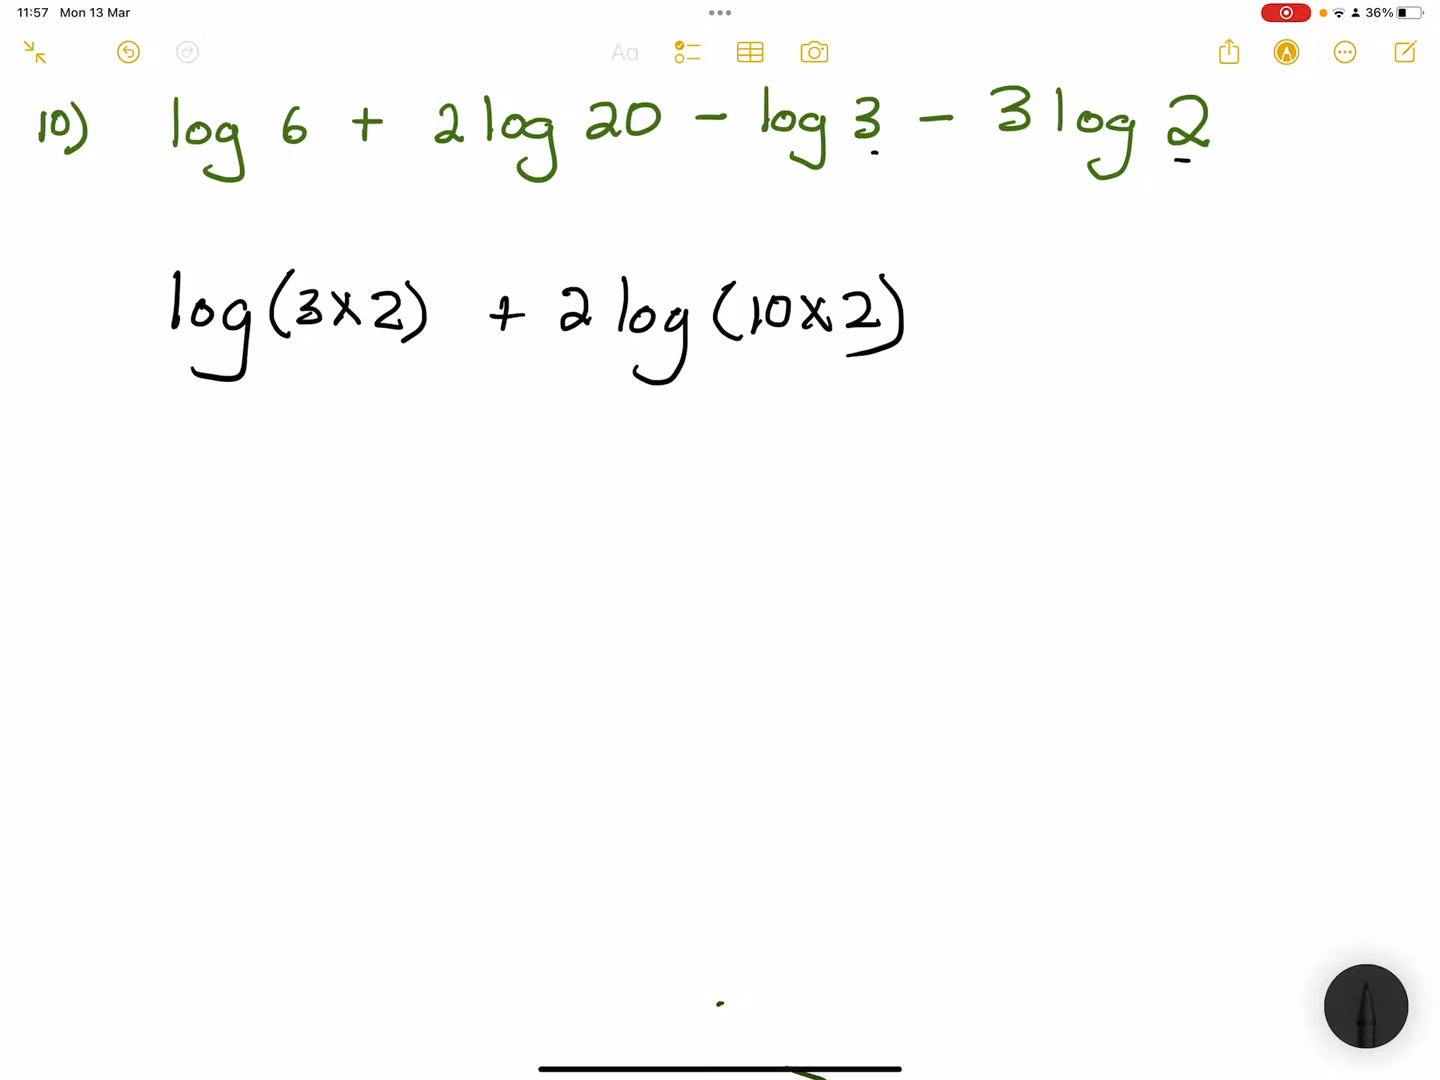 11:57 Mon 13 Mar
36%
Aa
10) log 6 + 2 log 20 - log 3 - 3 log 2
log (3 × 2) + 2 log (10 × 2)